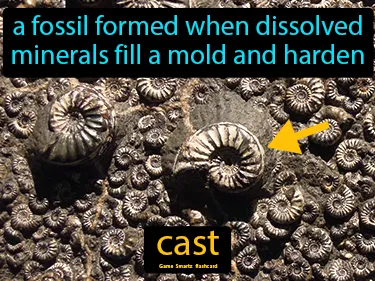 a fossil formed when dissolved
minerals fill a mold and harden
cast
Game Smartz flashcard